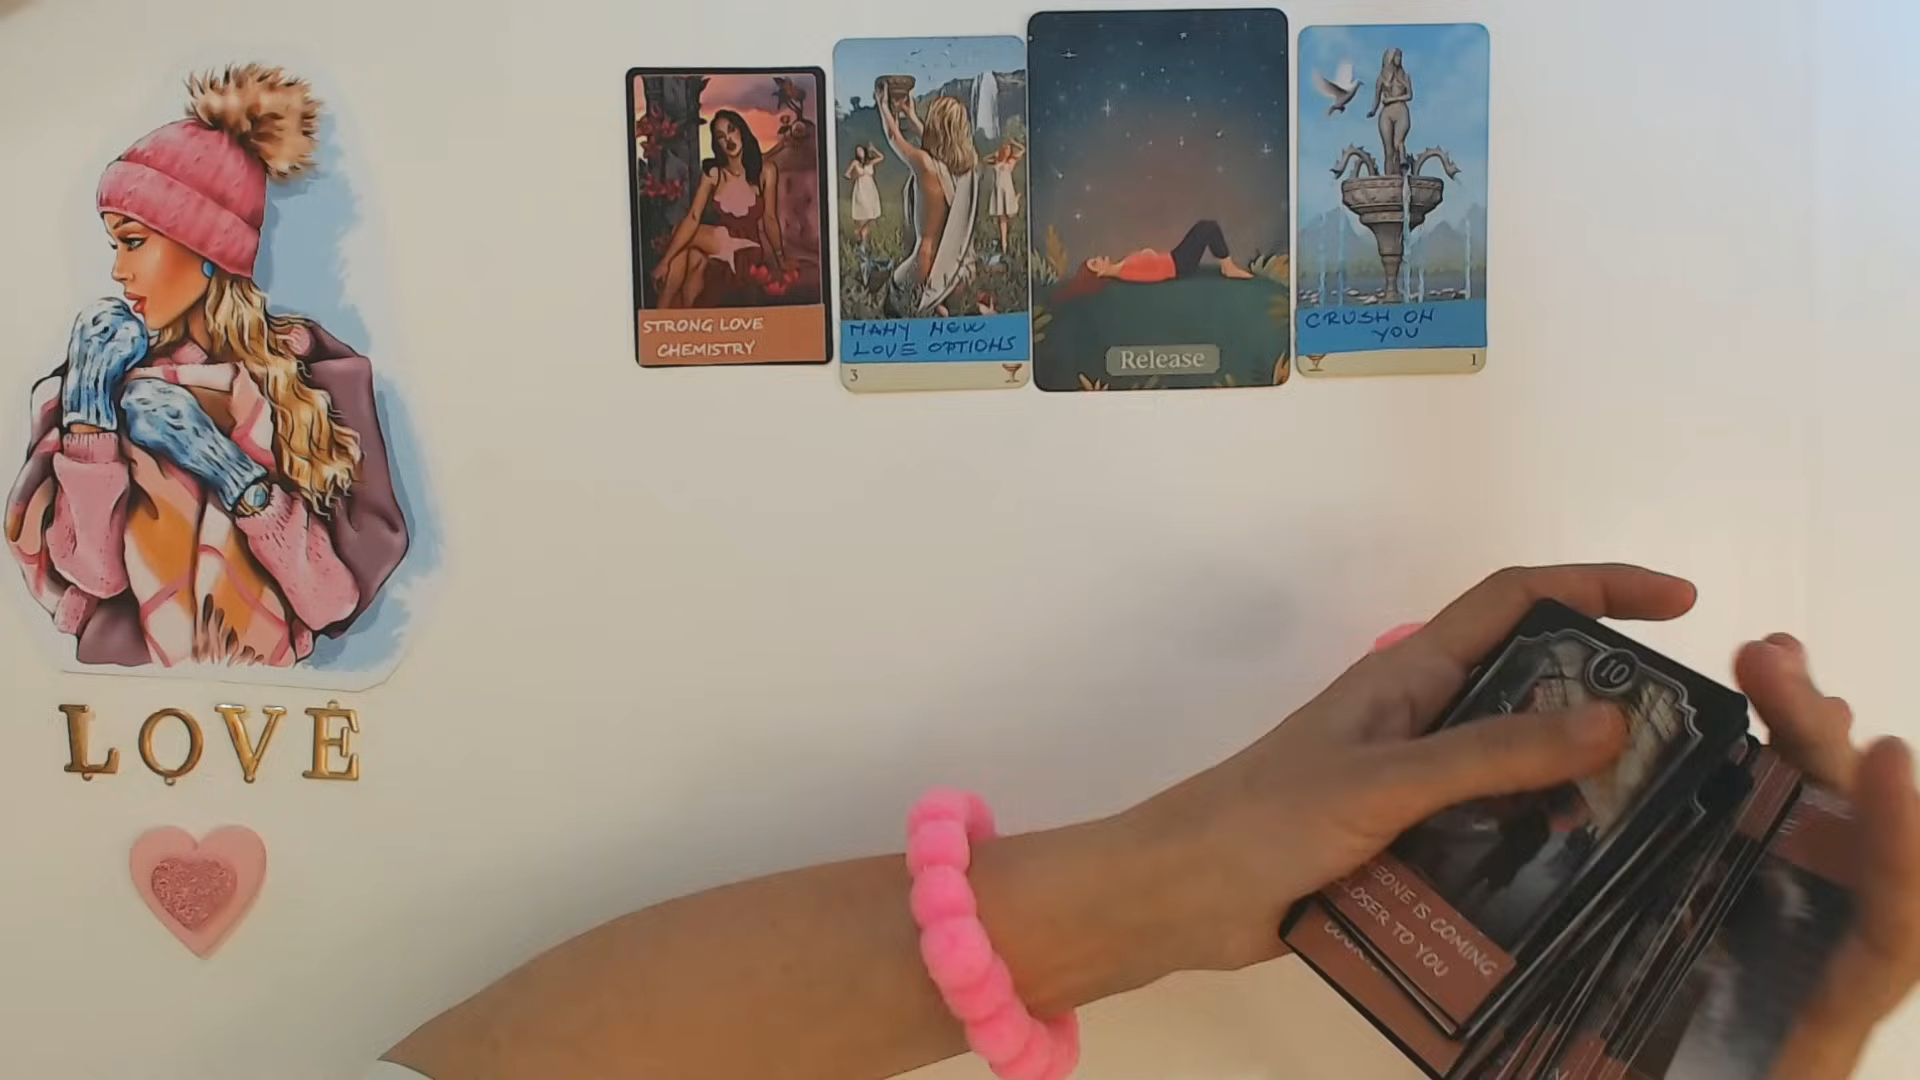 STRONG LOVE
CHEMISTRY
MANY NEW
LOVE OPTIONS
3
Release
CRUSH ON
YOU
1
10
EONE IS COMING
LOSER TO YOU
LOVE